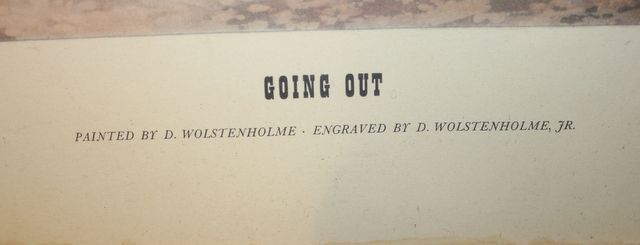 GOING OUT
PAINTED BY D. WOLSTENHOLME · ENGRAVED BY D. WOLSTENHOLME, JR.